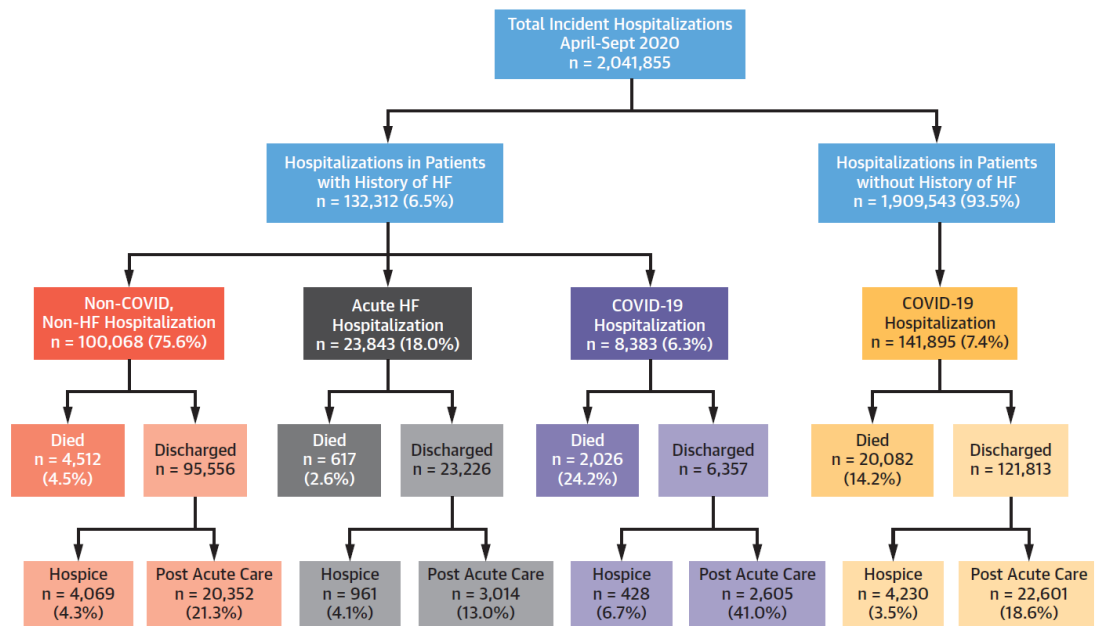 Total Incident Hospitalizations
April-Sept 2020
n = 2,041,855
Hospitalizations in Patients
with History of HF
n = 132,312 (6.5%)
Hospitalizations in Patients
without History of HF
n = 1,909,543 (93.5%)
Non-COVID,
Non-HF Hospitalization
n = 100,068 (75.6%)
Acute HF
Hospitalization
n = 23,843 (18.0%)
COVID-19
Hospitalization
n = 8,383 (6.3%)
COVID-19
Hospitalization
n = 141,895 (7.4%)
Died
n = 4,512
(4.5%)
Discharged
n = 95,556
Died
n = 617
(2.6%)
Discharged
n = 23,226
Died
n = 2,026
(24.2%)
Discharged
n = 6,357
Died
n = 20,082
(14.2%)
Discharged
n = 121,813
Hospice
n = 4,069
(4.3%)
Post Acute Care
n = 20,352
(21.3%)
Hospice
n = 961
(4.1%)
Post Acute Care
n = 3,014
(13.0%)
Hospice
n = 428
(6.7%)
Post Acute Care
n = 2,605
(41.0%)
Hospice
n = 4,230
(3.5%)
Post Acute Care
n = 22,601
(18.6%)